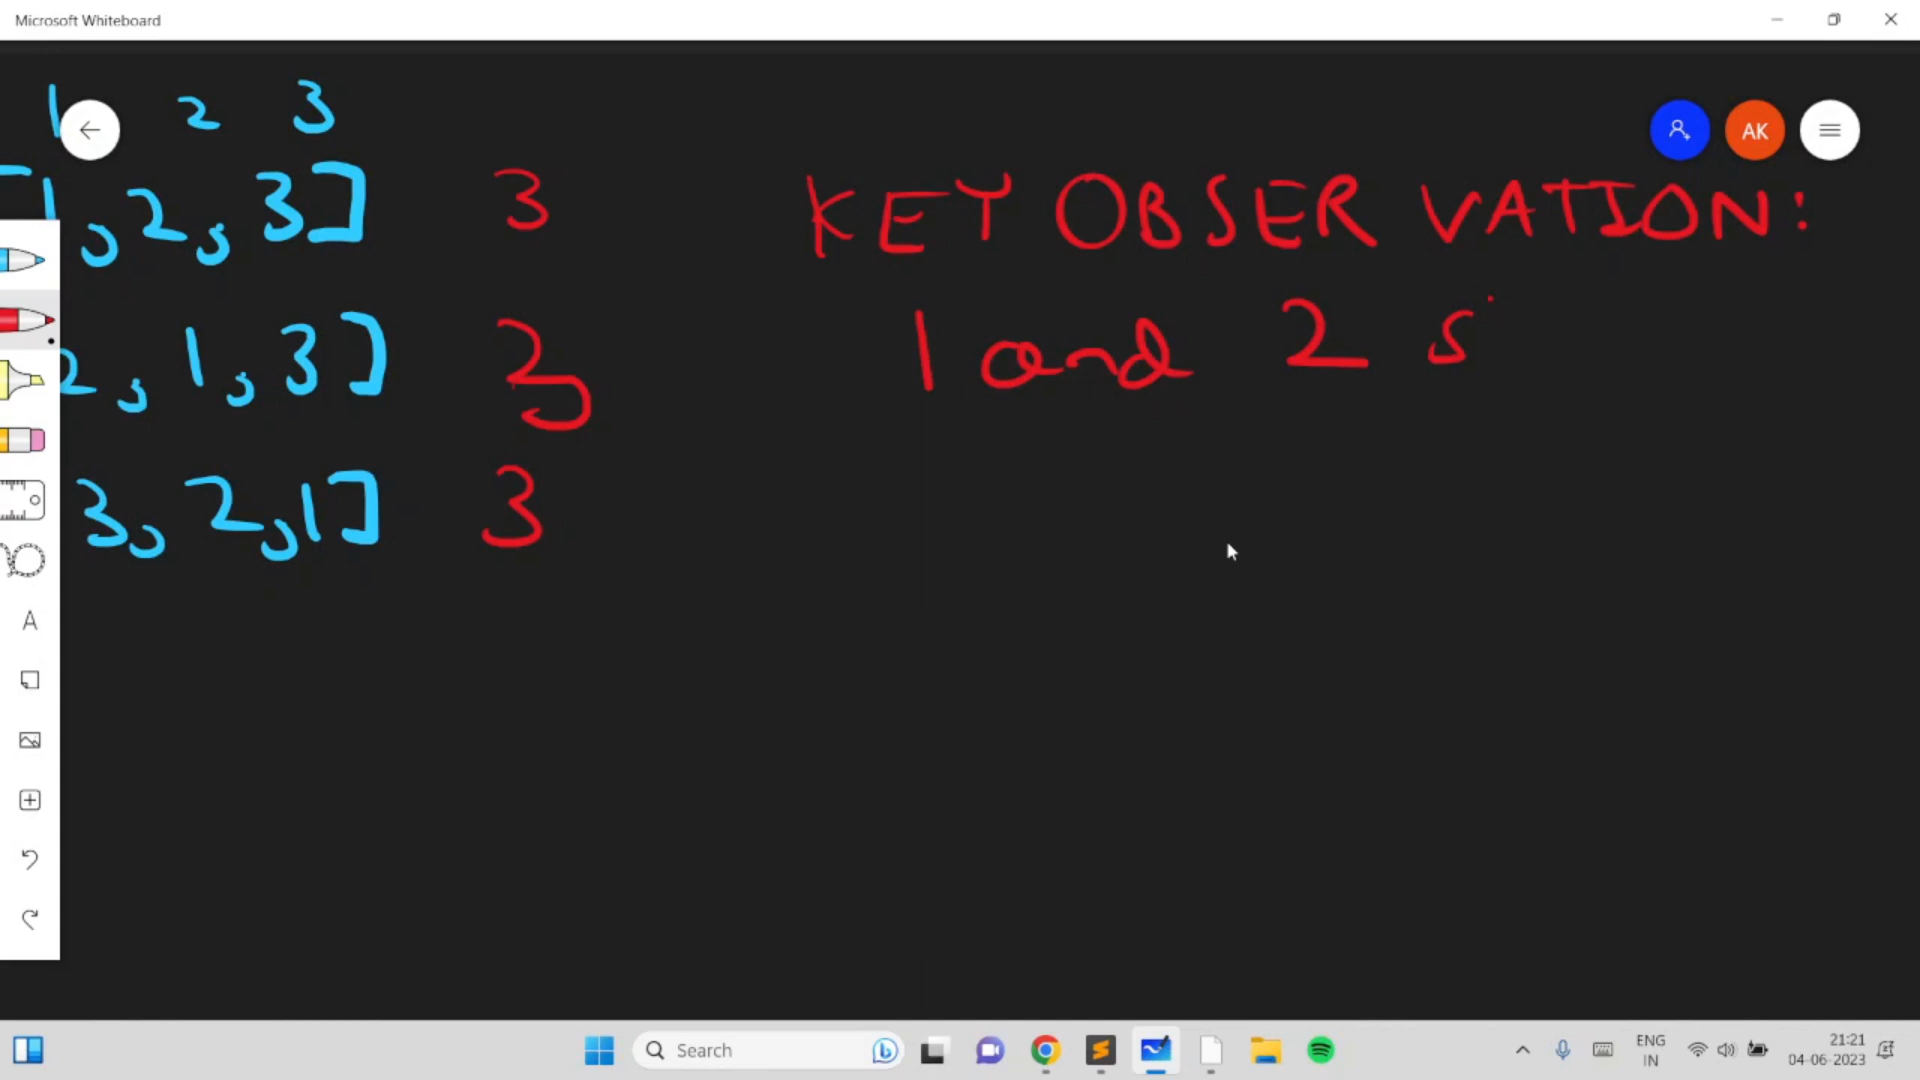 Microsoft Whiteboard
1 2 3
AK
[1,2,3] 3
KEY OBSERVATION:
2,1,3] 2
1 and 2 s
3,2,1] 3
A
Search
ENG
IN
21:21
04-06-2023